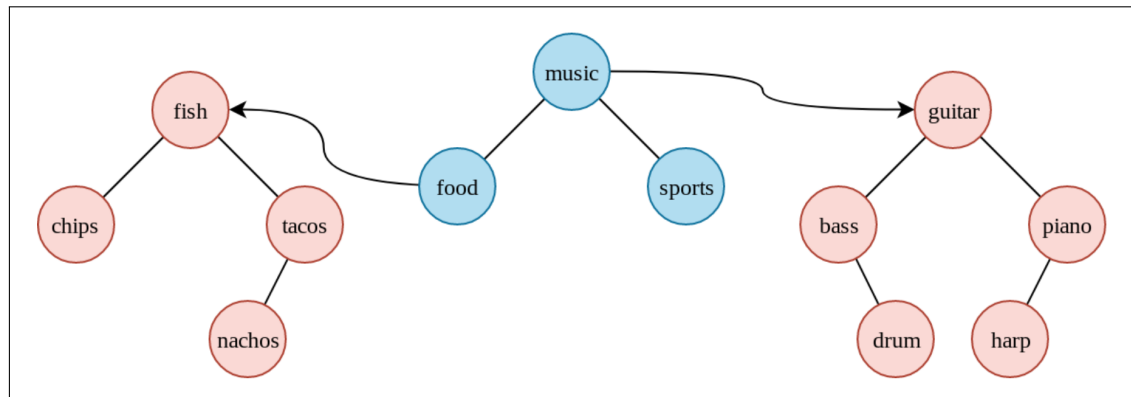 music
fish
guitar
food
sports
chips
tacos
bass
piano
nachos
drum
harp